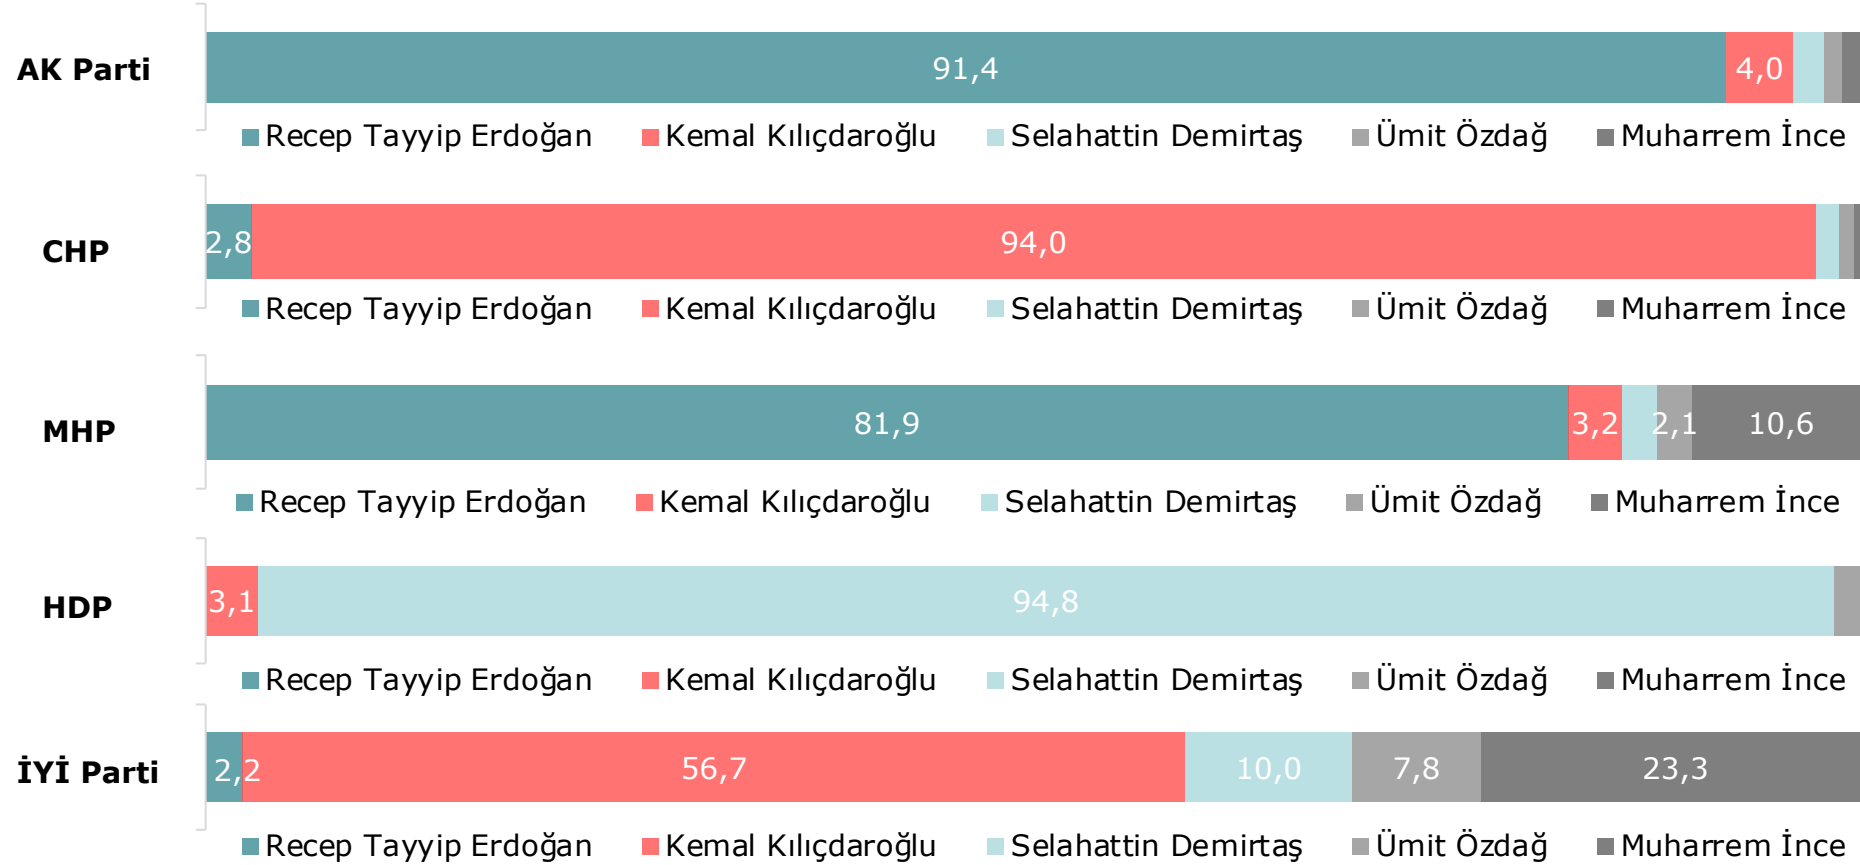 AK Parti 91,4 4,0
Recep Tayyip Erdoğan Kemal Kılıçdaroğlu Selahattin Demirtaş Ümit Özdağ Muharrem İnce
CHP 2,8 94,0
Recep Tayyip Erdoğan Kemal Kılıçdaroğlu Selahattin Demirtaş Ümit Özdağ Muharrem İnce
MHP 81,9 3,2 2,1 10,6
Recep Tayyip Erdoğan Kemal Kılıçdaroğlu Selahattin Demirtaş Ümit Özdağ Muharrem İnce
HDP 3,1 94,8
Recep Tayyip Erdoğan Kemal Kılıçdaroğlu Selahattin Demirtaş Ümit Özdağ Muharrem İnce
İYİ Parti 2,2 56,7 10,0 7,8 23,3
Recep Tayyip Erdoğan Kemal Kılıçdaroğlu Selahattin Demirtaş Ümit Özdağ Muharrem İnce